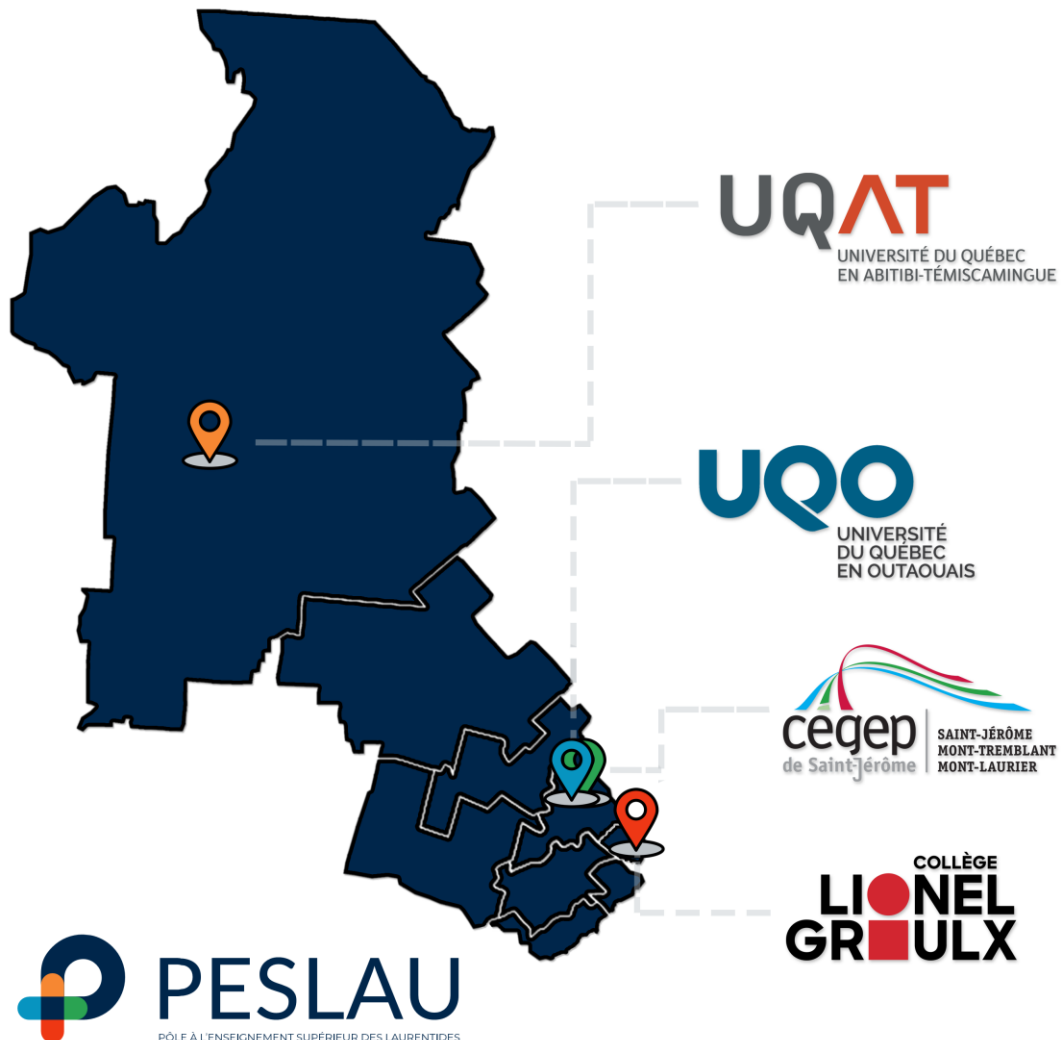 UQAT
UNIVERSITÉ DU QUÉBEC
EN ABITIBI-TÉMISCAMINGUE
UQO
UNIVERSITÉ
DU QUÉBEC
EN OUTAOUAIS
cégep
de Saint-Jérôme
SAINT-JÉRÔME
MONT-TREMBLANT
MONT-LAURIER
COLLÈGE
LIONEL
GROULX
PESLAU
PÔLE À L'ENSEIGNEMENT SUPÉRIEUR DES LAURENTIDES